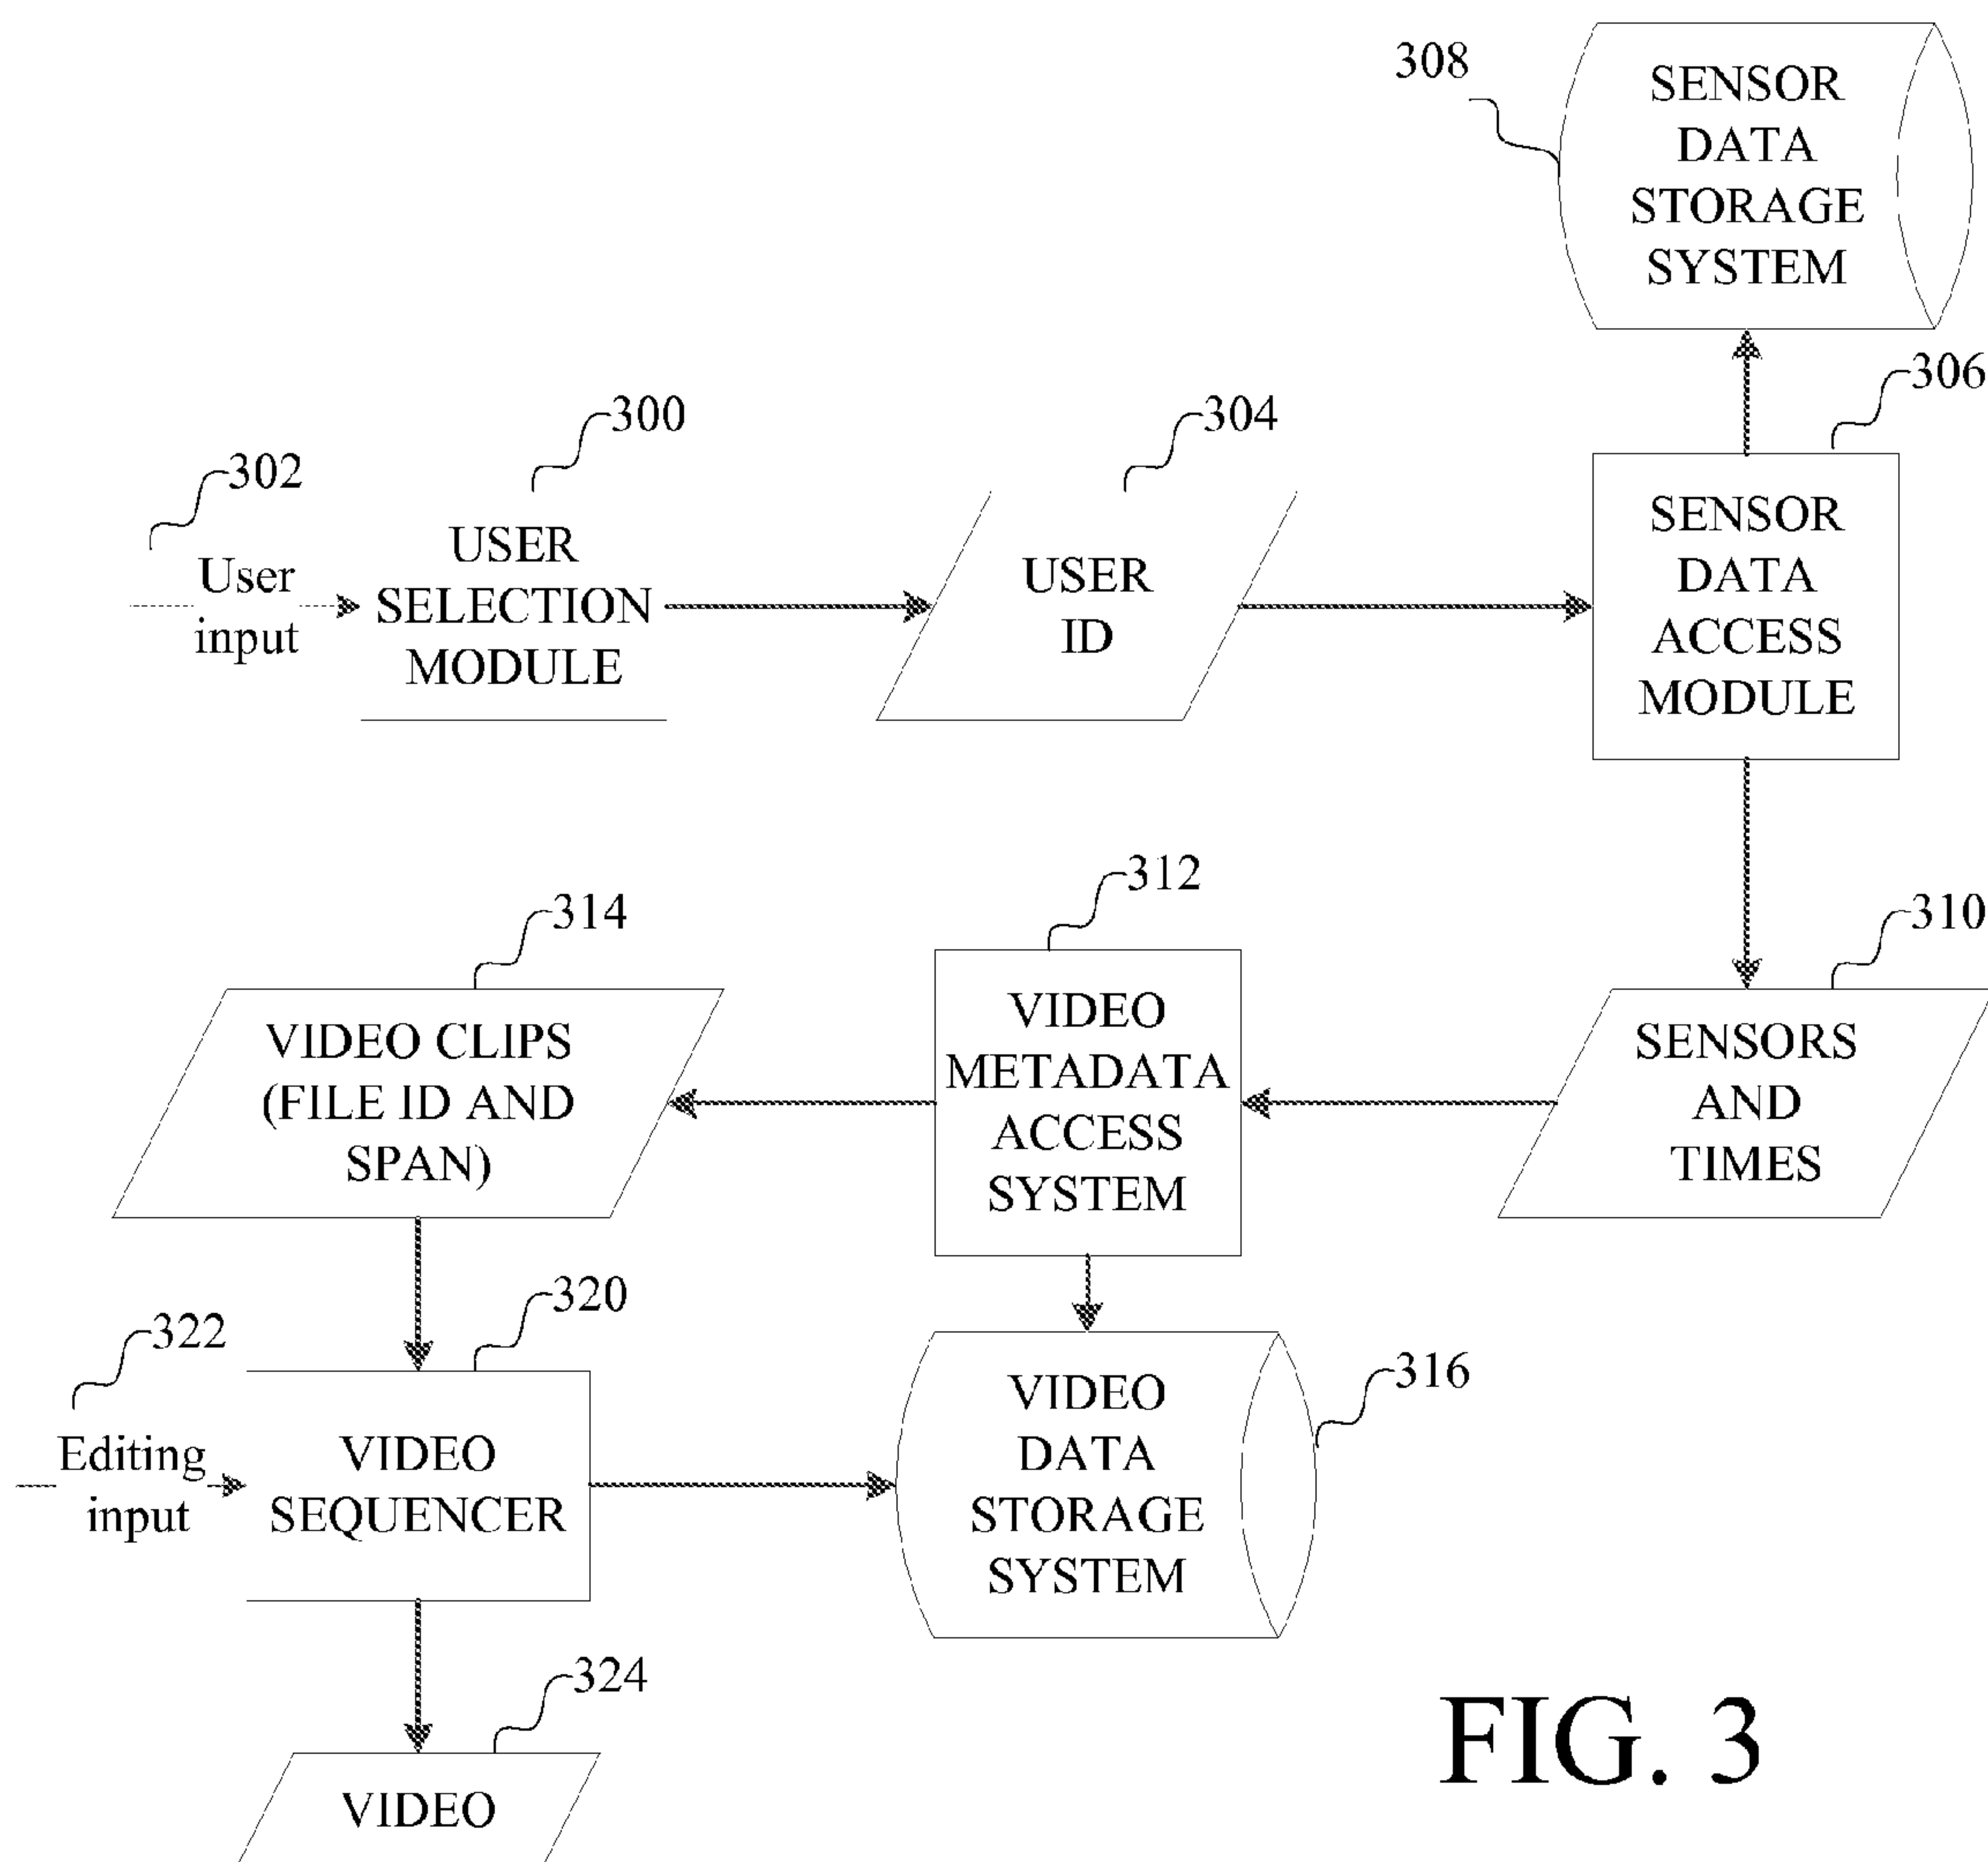 308
SENSOR
DATA
STORAGE
SYSTEM
306
300
304
302
User
input
USER
SELECTION
MODULE
USER
ID
SENSOR
DATA
ACCESS
MODULE
312
314
310
VIDEO CLIPS
(FILE ID AND
SPAN)
VIDEO
METADATA
ACCESS
SYSTEM
SENSORS
AND
TIMES
320
322
316
Editing
input
VIDEO
SEQUENCER
VIDEO
DATA
STORAGE
SYSTEM
324
VIDEO
FIG. 3